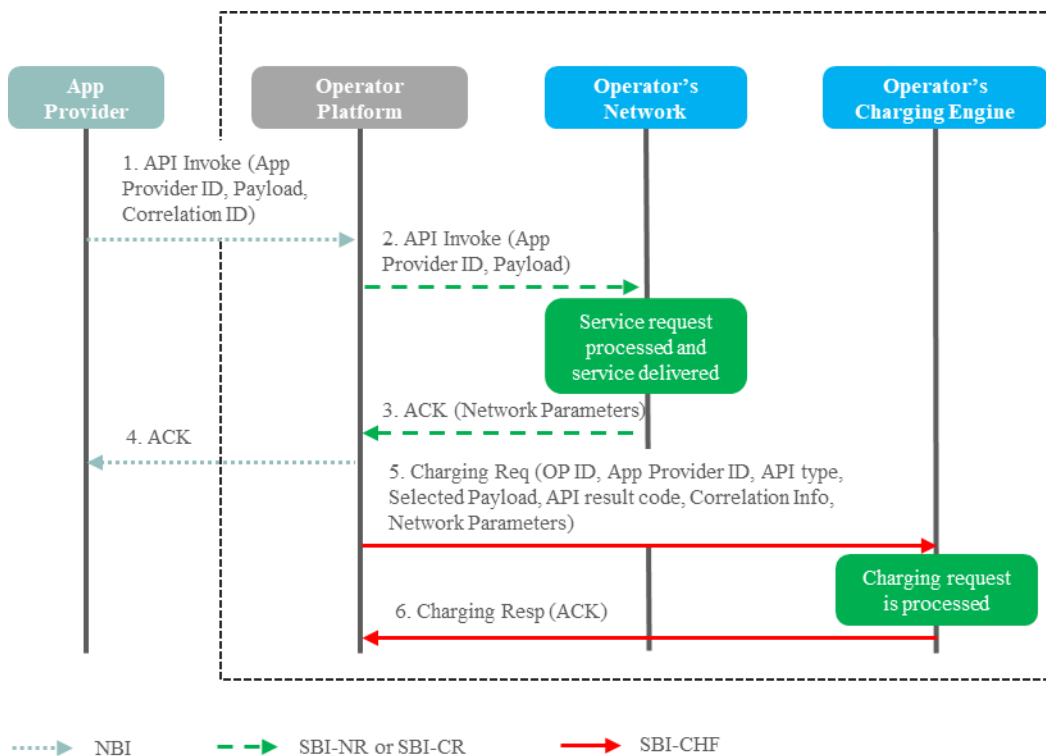 App
Provider
Operator
Platform
Operator's
Network
Operator's
Charging Engine
1. API Invoke (App
Provider ID, Payload,
Correlation ID)
2. API Invoke (App
Provider ID, Payload)
Service request
processed and
service delivered
3. ACK (Network Parameters)
4. ACK
5. Charging Req (OP ID, App Provider ID, API type,
Selected Payload, API result code, Correlation Info,
Network Parameters)
Charging request
is processed
6. Charging Resp (ACK)
NBI
SBI-NR or SBI-CR
SBI-CHF